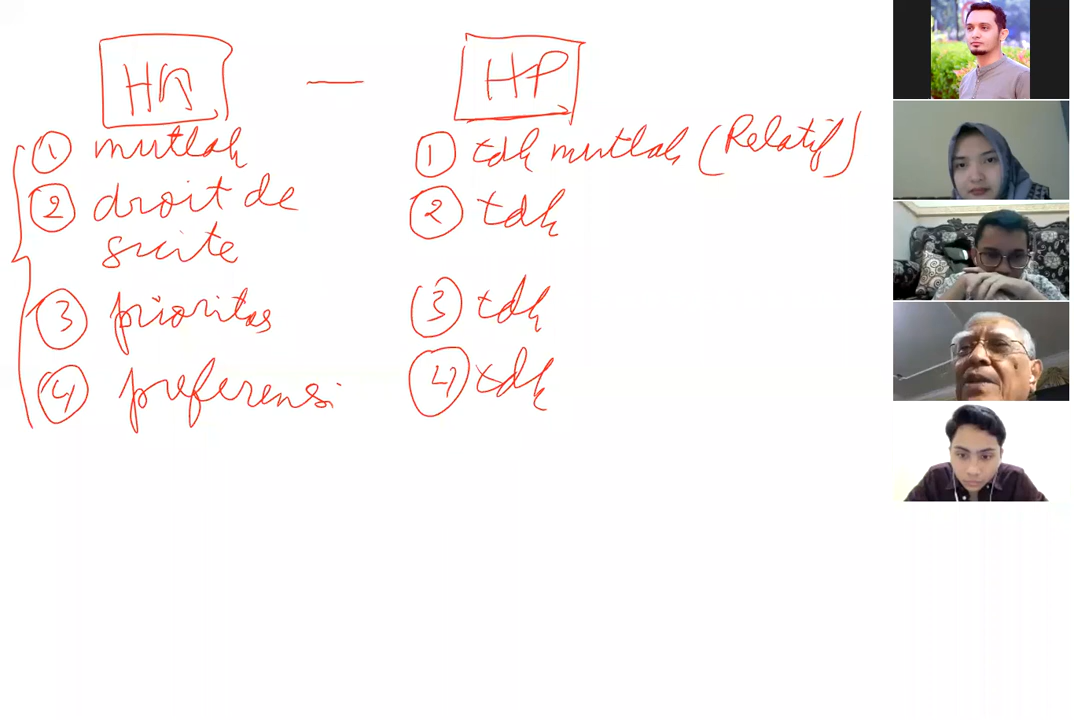 HP
① mutlak
② droit de
suite
③ prioritas
④ preferensi
① tdk mutlak (Relatif)
② tdk
③ tdk
④ tdk